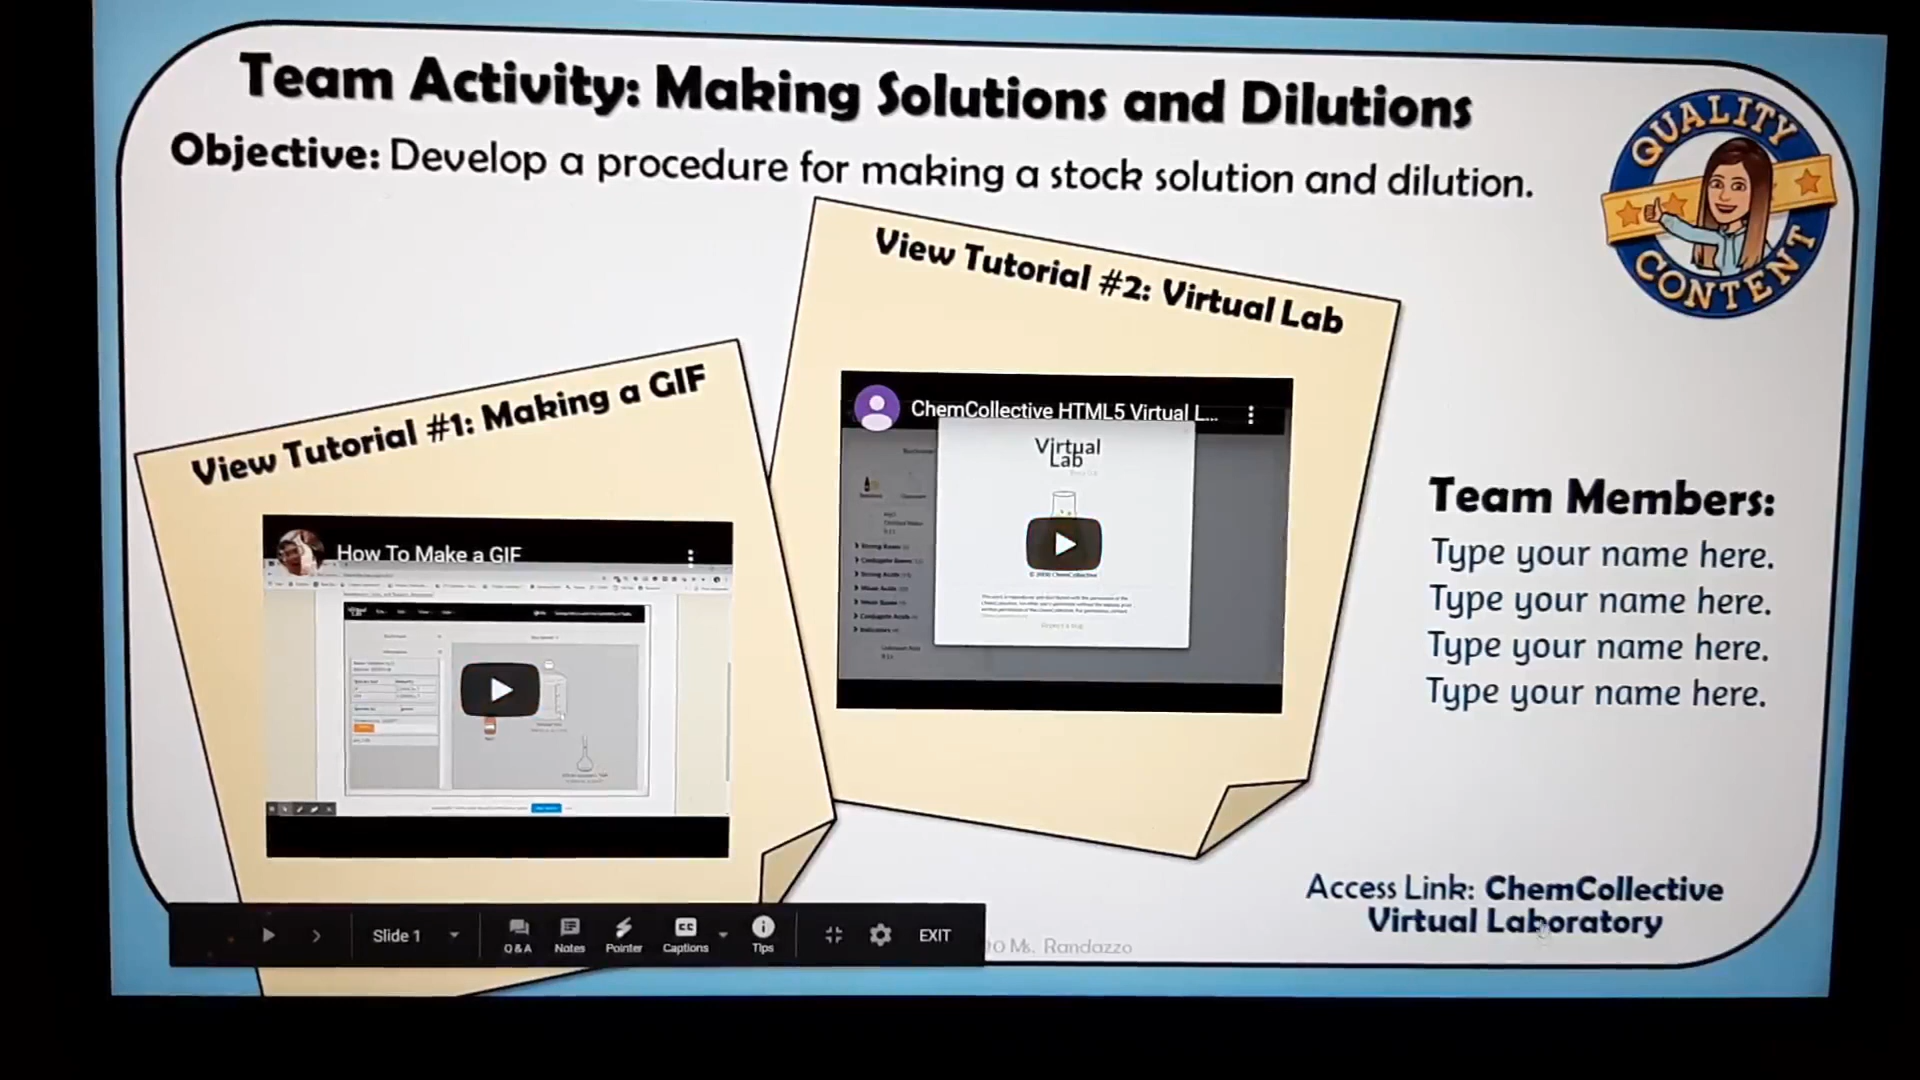 Team Activity: Making Solutions and Dilutions
Objective: Develop a procedure for making a stock solution and dilution.
QUALITY
CONTENT
View Tutorial #2: Virtual Lab
ChemCollective HTML5 Virtual L...
Virtual
Lab
View Tutorial #1: Making a GIF
How To Make a GIF
Team Members:
Type your name here.
Type your name here.
Type your name here.
Type your name here.
Access Link: ChemCollective
Virtual Laboratory
Ms. Randazzo
Slide 1
Q & A
Notes
Pointer
CC
Captions
Tips
EXIT